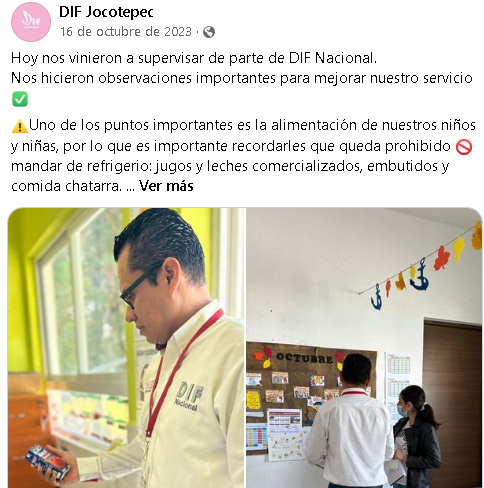 DIF Jocotepec
16 de octubre de 2023 ·
Hoy nos vinieron a supervisar de parte de DIF Nacional.
Nos hicieron observaciones importantes para mejorar nuestro servicio
✅
⚠️Uno de los puntos importantes es la alimentación de nuestros niños
y niñas, por lo que es importante recordarles que queda prohibido 🚫
mandar de refrigerio: jugos y leches comercializados, embutidos y
comida chatarra. ... Ver más
DIF
Nacional
OCTUBRE